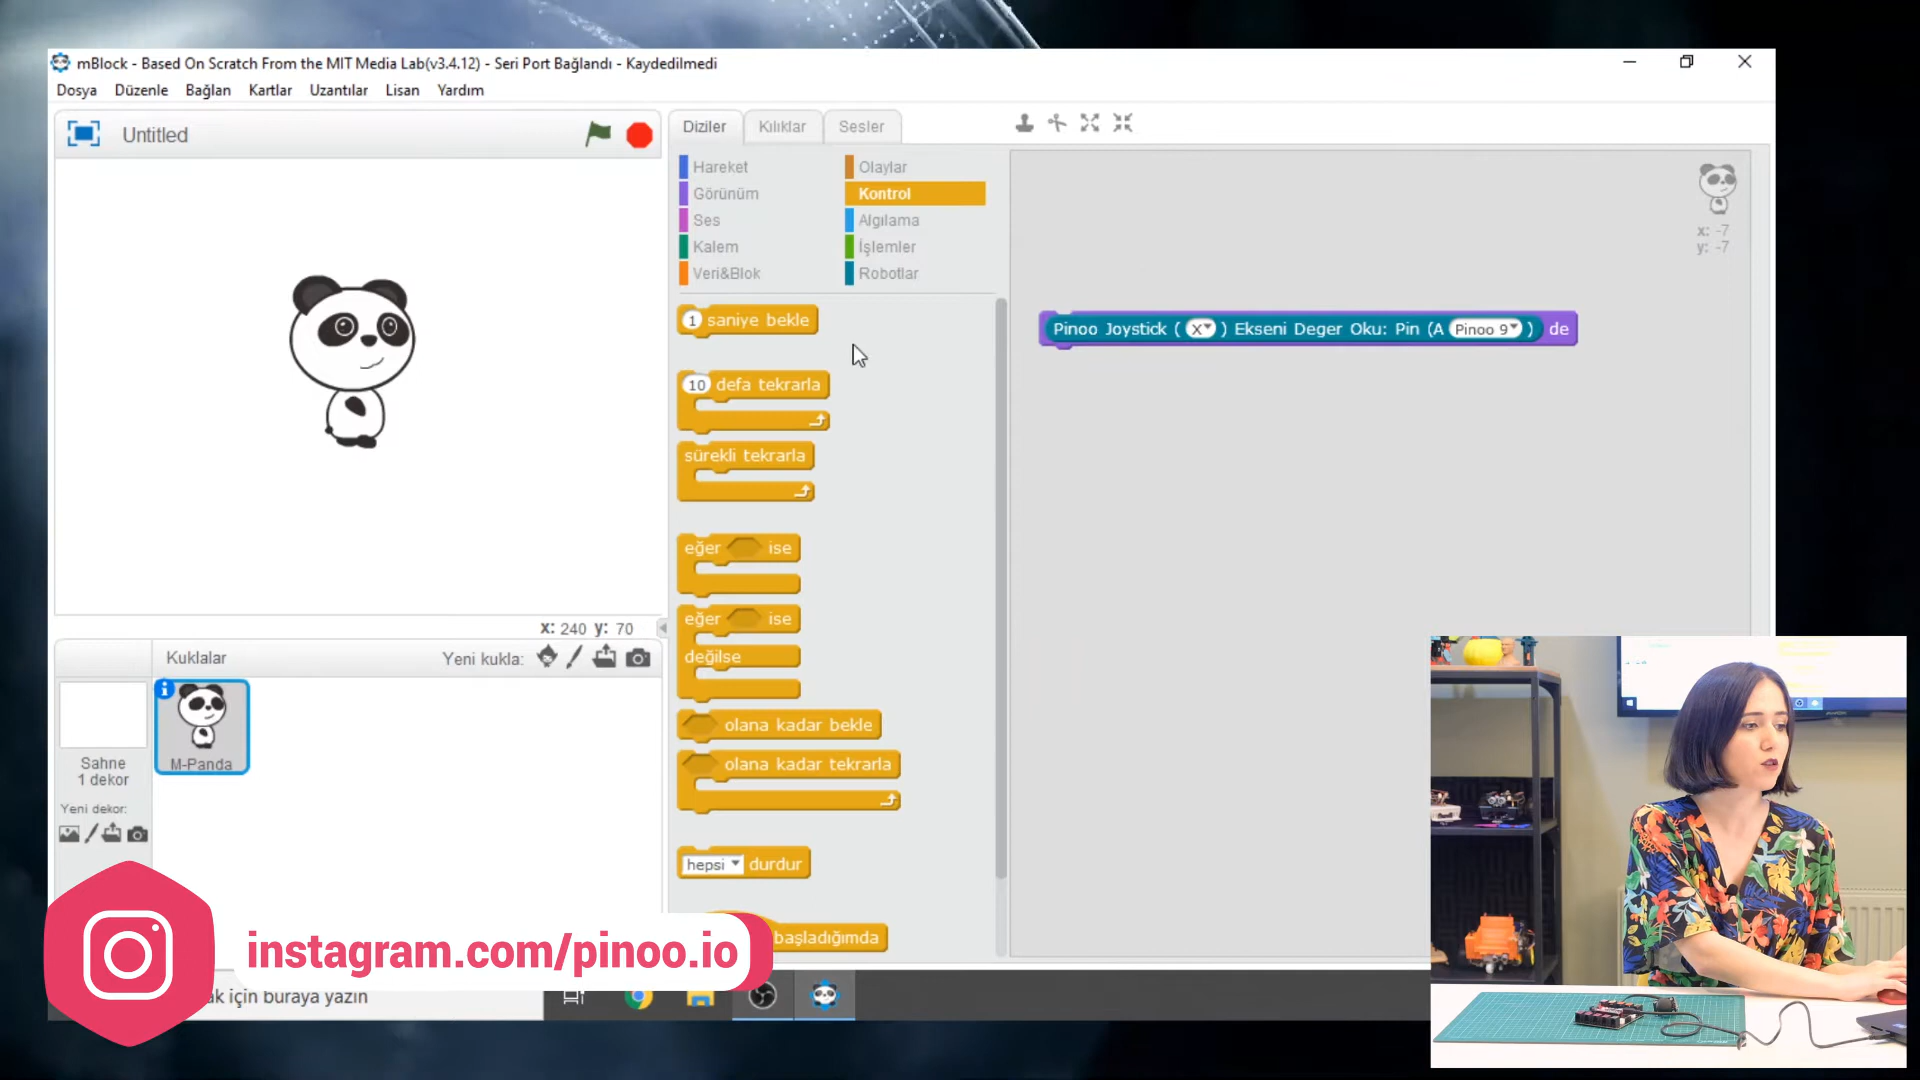 mBlock - Based On Scratch From the MIT Media Lab(v3.4.12) - Seri Port Bağlandı - Kaydedilmedi
Dosya Düzenle Bağlan Kartlar Uzantılar Lisan Yardım
Untitled
Diziler Kılıklar Sesler
Hareket Olaylar
Görünüm Kontrol
Ses Algılama
Kalem İşlemler
Veri&Blok Robotlar
x: -7
y: -7
1 saniye bekle
Pinoo Joystick ( X ) Ekseni Deger Oku: Pin (A Pinoo 9 ) de
10 defa tekrarla
sürekli tekrarla
eğer ise
eğer ise
değilse
olana kadar bekle
olana kadar tekrarla
hepsi durdur
başladığımda
x: 240 y: 70
Kuklalar Yeni kukla:
M-Panda
Sahne
1 dekor
Yeni dekor:
instagram.com/pinoo.io
ak için buraya yazın